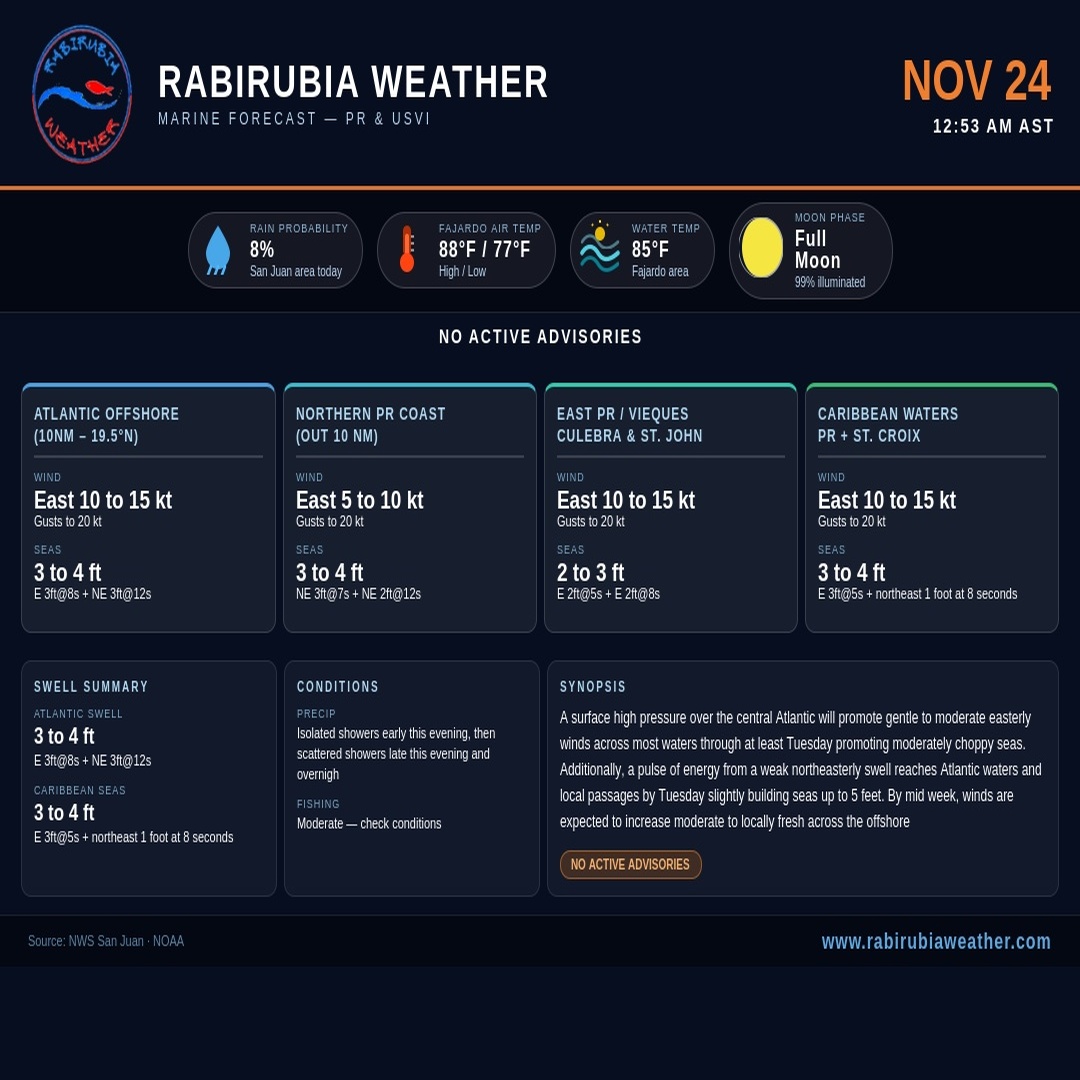 RABIRUBIA
WEATHER
RABIRUBIA WEATHER
MARINE FORECAST — PR & USVI
NOV 24
12:53 AM AST
RAIN PROBABILITY
8%
San Juan area today
FAJARDO AIR TEMP
88°F / 77°F
High / Low
WATER TEMP
85°F
Fajardo area
MOON PHASE
Full
Moon
99% illuminated
NO ACTIVE ADVISORIES
ATLANTIC OFFSHORE
(10NM – 19.5°N)
WIND
East 10 to 15 kt
Gusts to 20 kt
SEAS
3 to 4 ft
E 3ft@8s + NE 3ft@12s
NORTHERN PR COAST
(OUT 10 NM)
WIND
East 5 to 10 kt
Gusts to 20 kt
SEAS
3 to 4 ft
NE 3ft@7s + NE 2ft@12s
EAST PR / VIEQUES
CULEBRA & ST. JOHN
WIND
East 10 to 15 kt
Gusts to 20 kt
SEAS
2 to 3 ft
E 2ft@5s + E 2ft@8s
CARIBBEAN WATERS
PR + ST. CROIX
WIND
East 10 to 15 kt
Gusts to 20 kt
SEAS
3 to 4 ft
E 3ft@5s + northeast 1 foot at 8 seconds
SWELL SUMMARY
ATLANTIC SWELL
3 to 4 ft
E 3ft@8s + NE 3ft@12s
CARIBBEAN SEAS
3 to 4 ft
E 3ft@5s + northeast 1 foot at 8 seconds
CONDITIONS
PRECIP
Isolated showers early this evening, then
scattered showers late this evening and
overnigh
FISHING
Moderate — check conditions
SYNOPSIS
A surface high pressure over the central Atlantic will promote gentle to moderate easterly
winds across most waters through at least Tuesday promoting moderately choppy seas.
Additionally, a pulse of energy from a weak northeasterly swell reaches Atlantic waters and
local passages by Tuesday slightly building seas up to 5 feet. By mid week, winds are
expected to increase moderate to locally fresh across the offshore
NO ACTIVE ADVISORIES
Source: NWS San Juan · NOAA
www.rabirubiaweather.com